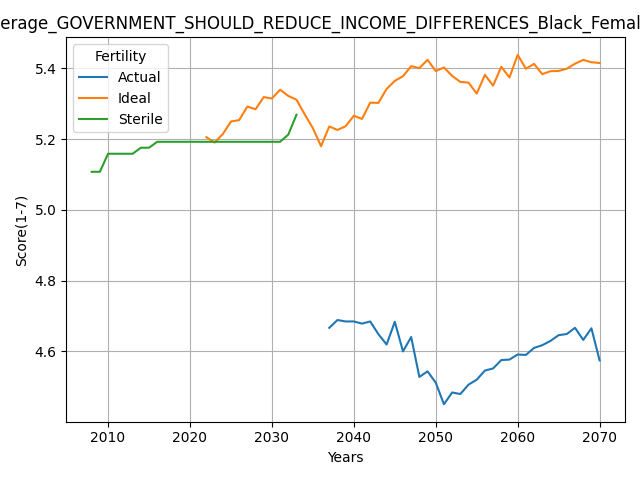 erage_GOVERNMENT_SHOULD_REDUCE_INCOME_DIFFERENCES_Black_Femal
Fertility
Actual
Ideal
Sterile
5.4
5.2
5.0
4.8
4.6
Score(1-7)
2010 2020 2030 2040 2050 2060 2070
Years